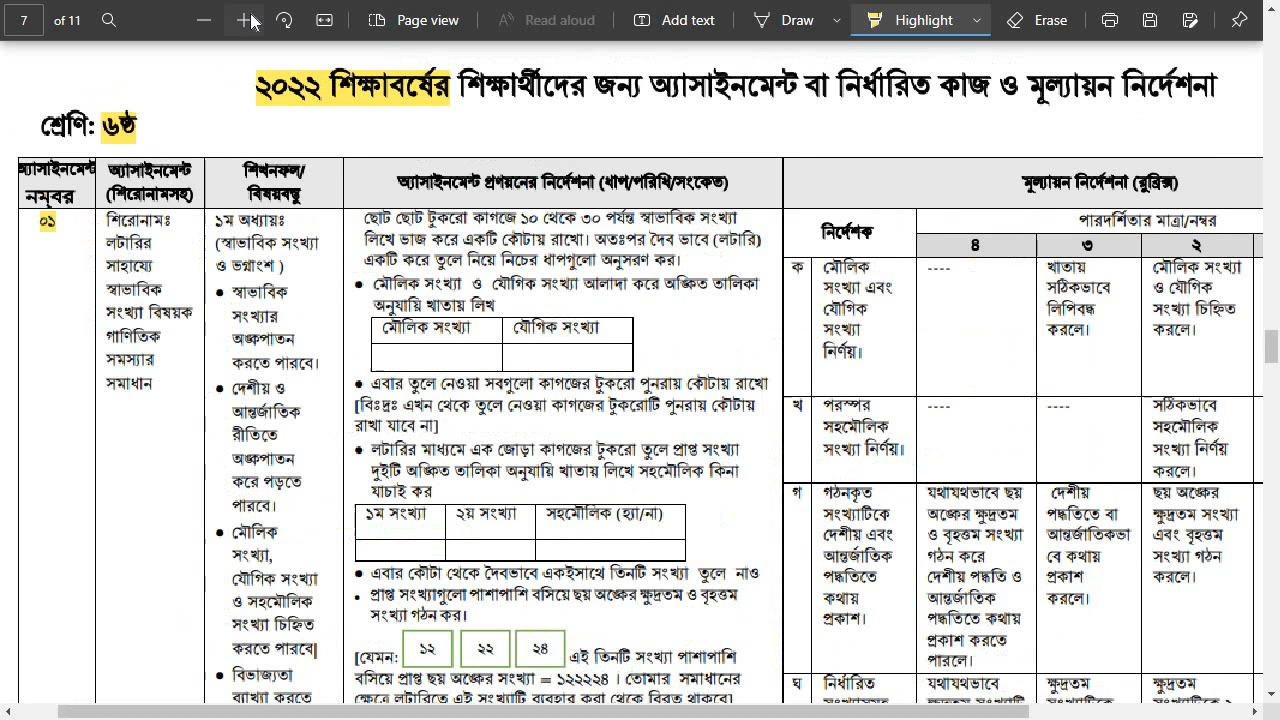 7 of 11 Page view Read aloud Add text Draw Highlight Erase
২০২২ শিক্ষাবর্ষের শিক্ষার্থীদের জন্য অ্যাসাইনমেন্ট বা নির্ধারিত কাজ ও মূল্যায়ন নির্দেশনা
শ্রেণি: ৬ষ্ঠ
অ্যাসাইনমেন্ট
নম্বর
অ্যাসাইনমেন্ট
(শিরোনামসহ)
শিখনফল/
বিষয়বস্তু
অ্যাসাইনমেন্ট প্রণয়নের নির্দেশনা (ধাপ/পরিধি/সংকেত)
মূল্যায়ন নির্দেশনা (রুব্রিক্স)
০১
শিরোনামঃ
লটারির
সাহায্যে
স্বাভাবিক
সংখ্যা বিষয়ক
গাণিতিক
সমস্যার
সমাধান
১ম অধ্যায়ঃ
(স্বাভাবিক সংখ্যা
ও ভগ্নাংশ )
• স্বাভাবিক
সংখ্যার
অঙ্কপাতন
করতে পারবে।
• দেশীয় ও
আন্তর্জাতিক
রীতিতে
অঙ্কপাতন
করে পড়তে
পারবে।
• মৌলিক
সংখ্যা,
যৌগিক সংখ্যা
ও সহমৌলিক
সংখ্যা চিহ্নিত
করতে পারবে|
• বিভাজ্যতা
ব্যাখ্যা করতে
ছোট ছোট টুকরো কাগজে ১০ থেকে ৩০ পর্যন্ত স্বাভাবিক সংখ্যা
লিখে ভাজ করে একটি কৌটায় রাখো। অতঃপর দৈব ভাবে (লটারি)
একটি করে তুলে নিয়ে নিচের ধাপগুলো অনুসরণ কর।
• মৌলিক সংখ্যা ও যৌগিক সংখ্যা আলাদা করে অঙ্কিত তালিকা
অনুযায়ি খাতায় লিখ
মৌলিক সংখ্যা যৌগিক সংখ্যা
• এবার তুলে নেওয়া সবগুলো কাগজের টুকরো পুনরায় কৌটায় রাখো
[বিঃদ্রঃ এখন থেকে তুলে নেওয়া কাগজের টুকরোটি পুনরায় কৌটায়
রাখা যাবে না]
• লটারির মাধ্যমে এক জোড়া কাগজের টুকরো তুলে প্রাপ্ত সংখ্যা
দুইটি অঙ্কিত তালিকা অনুযায়ি খাতায় লিখে সহমৌলিক কিনা
যাচাই কর
১ম সংখ্যা ২য় সংখ্যা সহমৌলিক (হ্যা/না)
• এবার কৌটা থেকে দৈবভাবে একইসাথে তিনটি সংখ্যা তুলে নাও
• প্রাপ্ত সংখ্যাগুলো পাশাপাশি বসিয়ে ছয় অঙ্কের ক্ষুদ্রতম ও বৃহত্তম
সংখ্যা গঠন কর।
[যেমন: ১২ ২২ ২৪ এই তিনটি সংখ্যা পাশাপাশি
বসিয়ে প্রাপ্ত ছয় অঙ্কের সংখ্যা = ১২২২২৪ । তোমার সমাধানের
ক্ষেত্রে লটারিতে এই সংখ্যাটি ব্যবহার করা থেকে বিরত থাকবে]
নির্দেশক
পারদর্শিতার মাত্রা/নম্বর
৪ ৩ ২
ক
মৌলিক
সংখ্যা এবং
যৌগিক
সংখ্যা
নির্ণয়।
----
খাতায়
সঠিকভাবে
লিপিবদ্ধ
করলে।
মৌলিক সংখ্যা
ও যৌগিক
সংখ্যা চিহ্নিত
করলে।
খ
পরস্পর
সহমৌলিক
সংখ্যা নির্ণয়।
----
----
সঠিকভাবে
সহমৌলিক
সংখ্যা নির্ণয়
করলে।
গ
গঠনকৃত
সংখ্যাটিকে
দেশীয় এবং
আন্তর্জাতিক
পদ্ধতিতে
কথায়
প্রকাশ।
যথাযথভাবে ছয়
অঙ্কের ক্ষুদ্রতম
ও বৃহত্তম সংখ্যা
গঠন করে
দেশীয় পদ্ধতি ও
আন্তর্জাতিক
পদ্ধতিতে কথায়
প্রকাশ করতে
পারলে।
দেশীয়
পদ্ধতিতে বা
আন্তর্জাতিকভা
বে কথায়
প্রকাশ
করলে।
ছয় অঙ্কের
ক্ষুদ্রতম সংখ্যা
এবং বৃহত্তম
সংখ্যা গঠন
করলে।
ঘ
নির্ধারিত
যথাযথভাবে
ক্ষুদ্রতম
ক্ষুদ্রতম